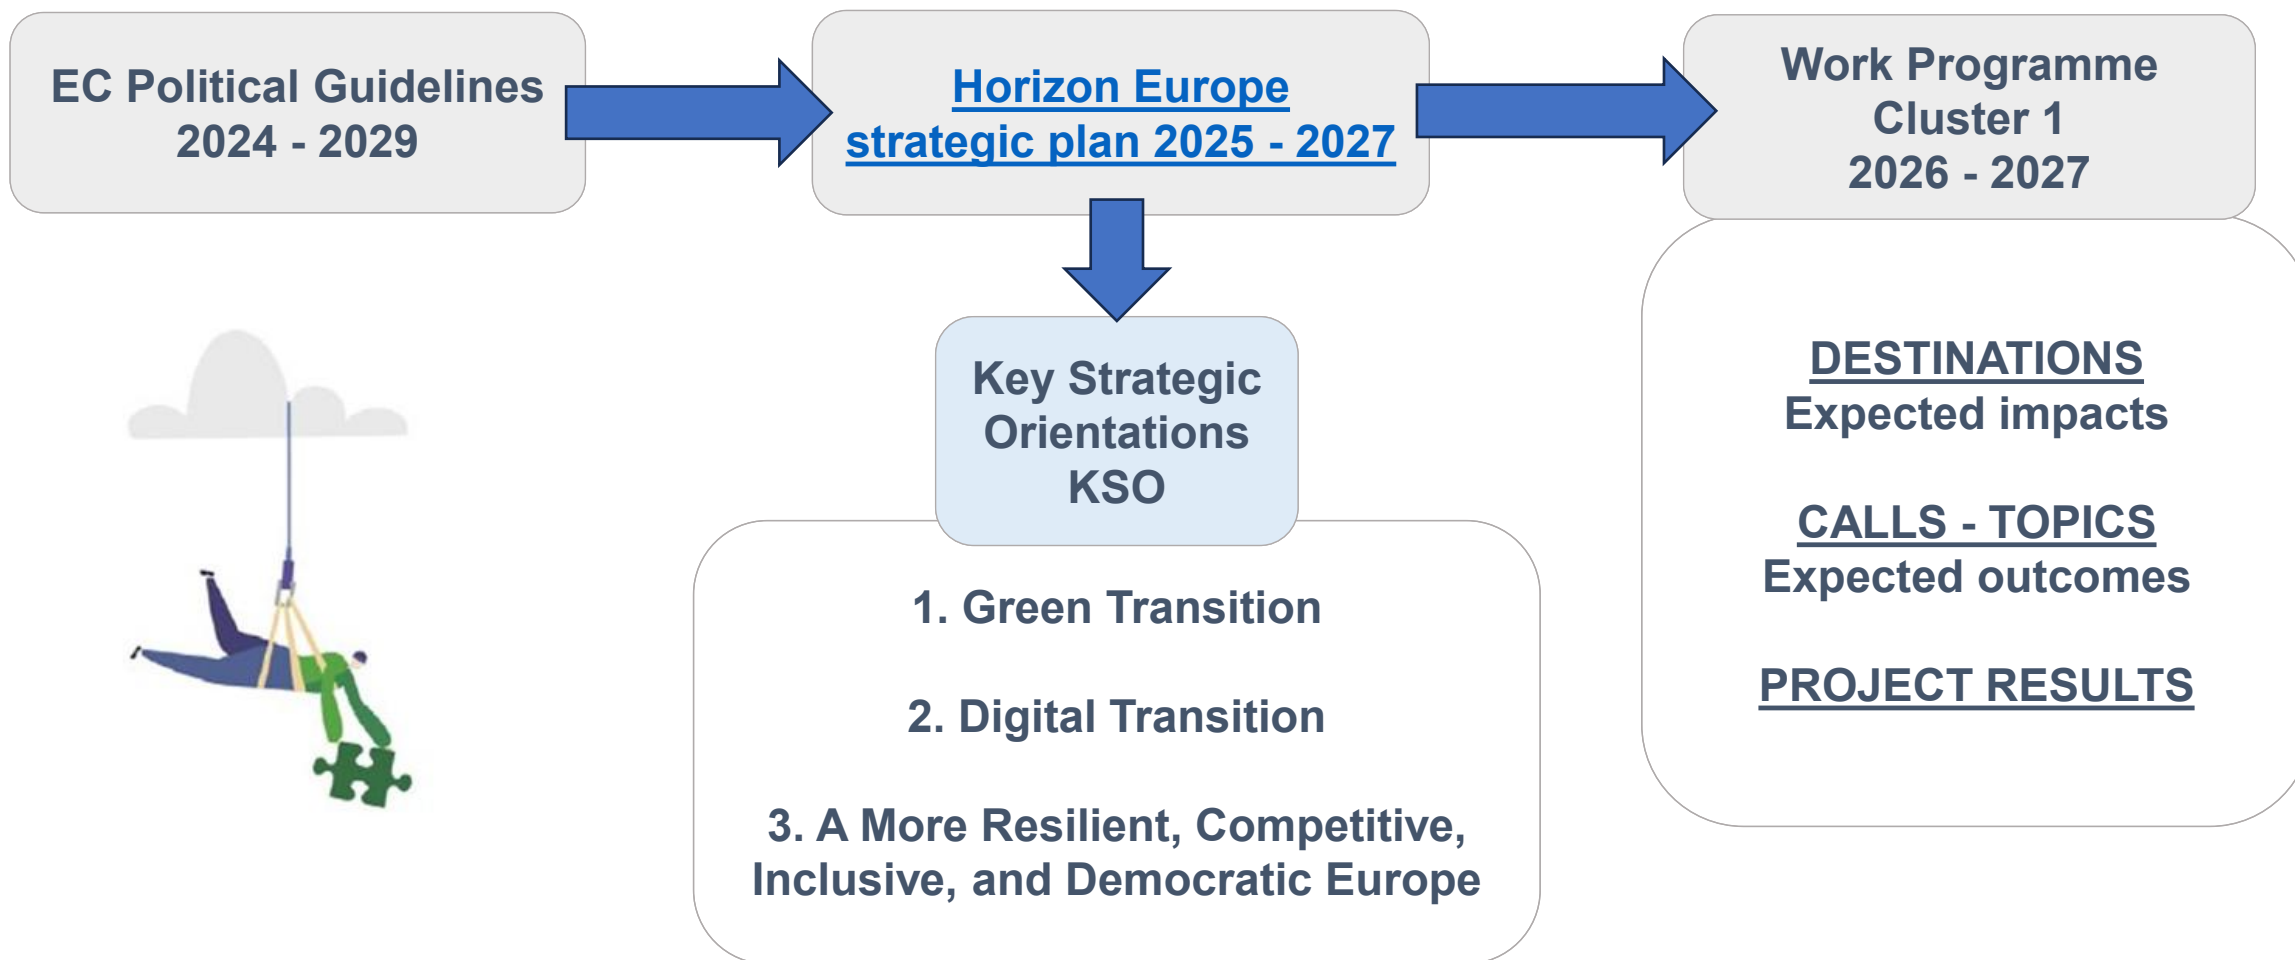 EC Political Guidelines
2024 - 2029
Horizon Europe
strategic plan 2025 - 2027
Work Programme
Cluster 1
2026 - 2027
Key Strategic
Orientations
KSO
1. Green Transition
2. Digital Transition
3. A More Resilient, Competitive,
Inclusive, and Democratic Europe
DESTINATIONS
Expected impacts
CALLS - TOPICS
Expected outcomes
PROJECT RESULTS